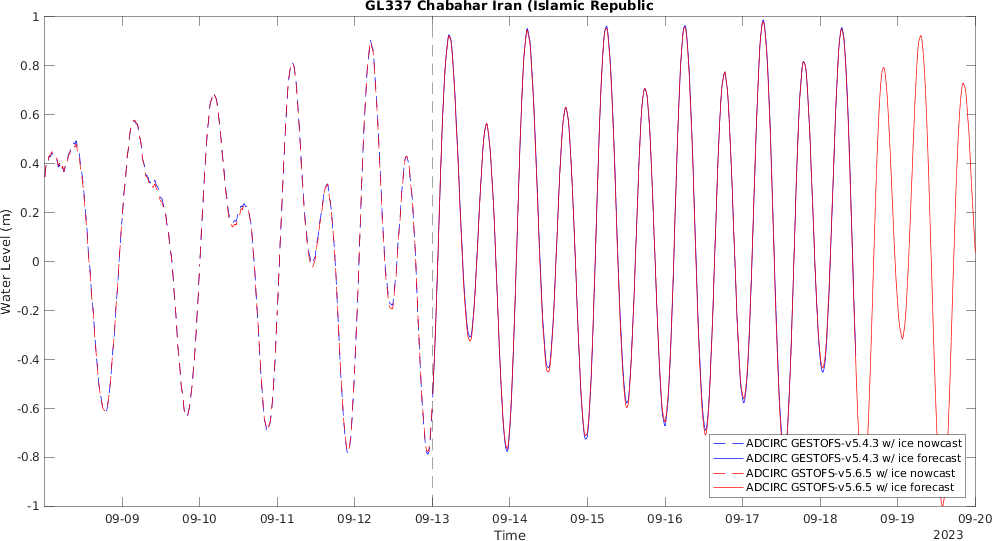 GL337 Chabahar Iran (Islamic Republic
1
0.8
0.6
0.4
0.2
0
-0.2
-0.4
-0.6
-0.8
-1
Water Level (m)
ADCIRC GESTOFS-v5.4.3 w/ ice nowcast
ADCIRC GESTOFS-v5.4.3 w/ ice forecast
ADCIRC GSTOFS-v5.6.5 w/ ice nowcast
ADCIRC GSTOFS-v5.6.5 w/ ice forecast
09-09 09-10 09-11 09-12 09-13 09-14 09-15 09-16 09-17 09-18 09-19 09-20
Time
2023